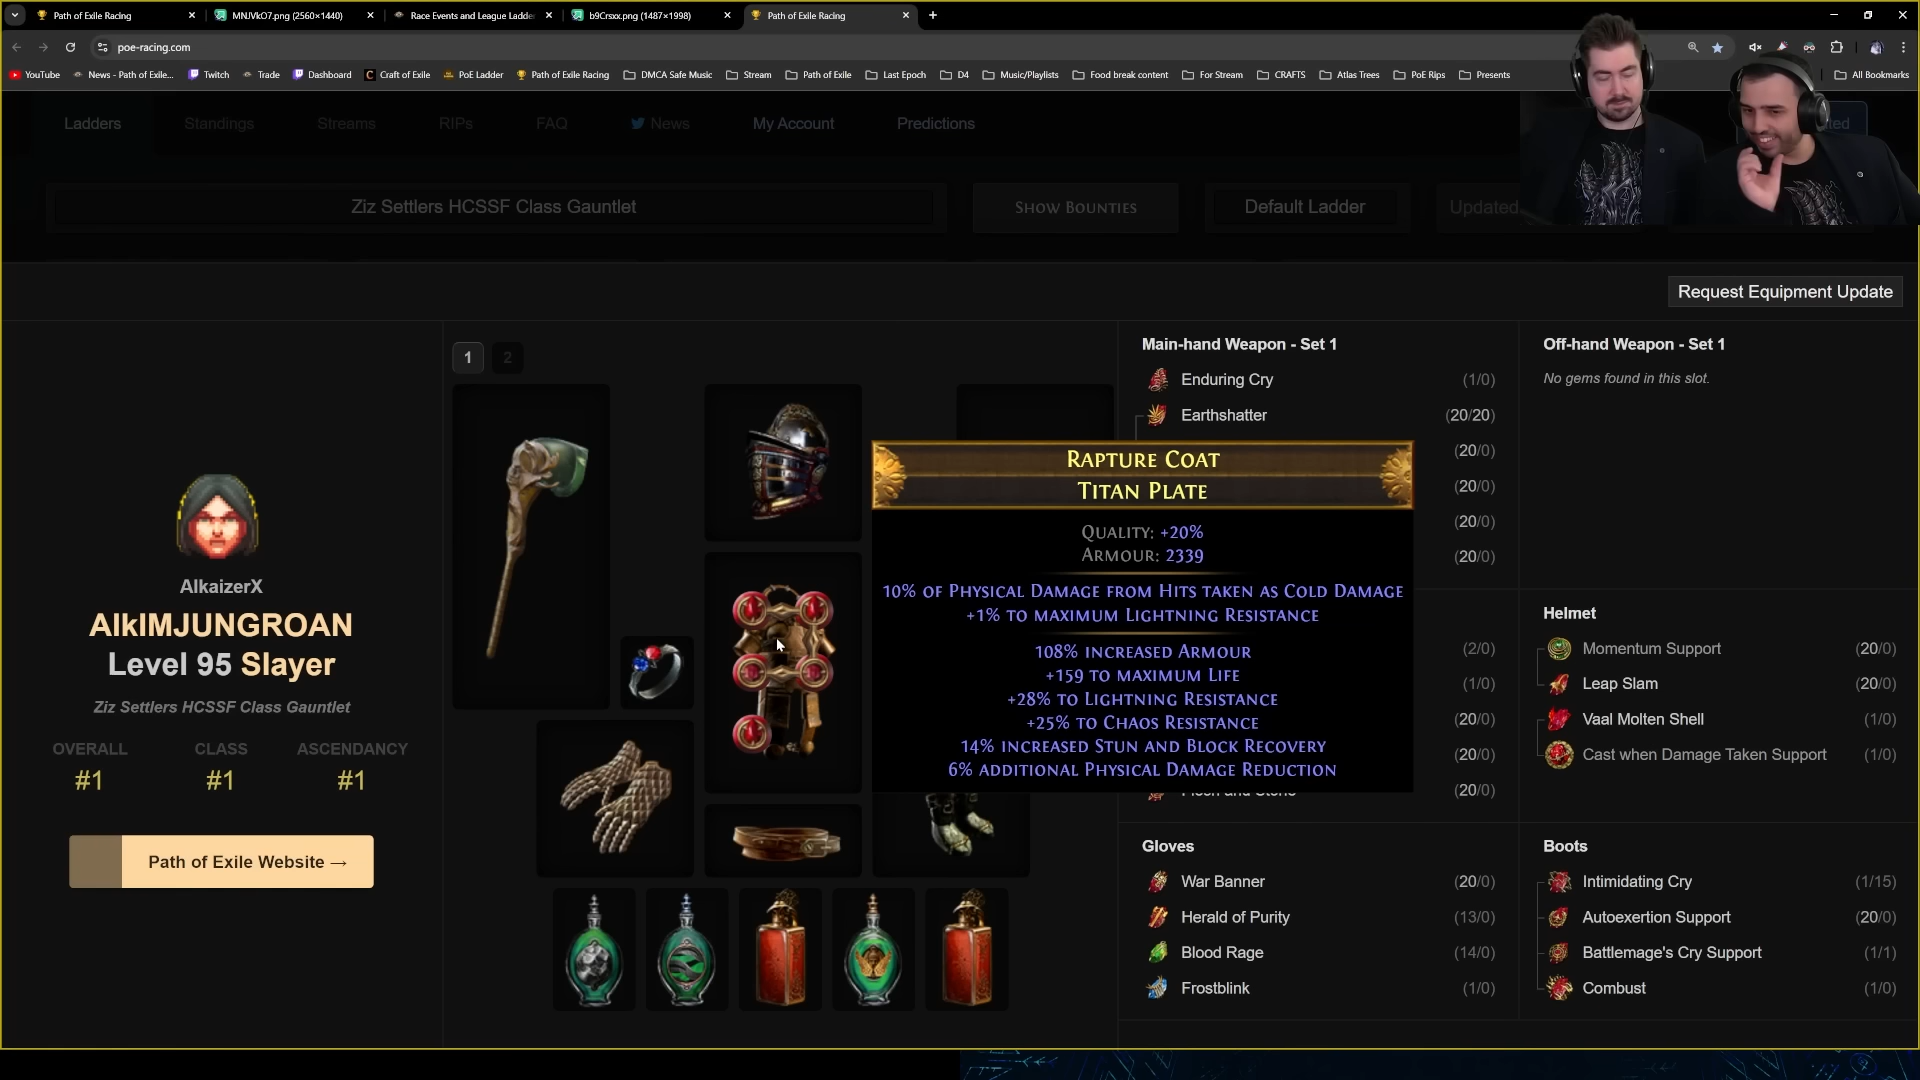 Path of Exile Racing
MNJVkO7.png (2560×1440)
Race Events and League Ladder
b9Crsxx.png (1487×1998)
Path of Exile Racing
poe-racing.com
YouTube
News - Path of Exile...
Twitch
Trade
Dashboard
Craft of Exile
PoE Ladder
Path of Exile Racing
DMCA Safe Music
Stream
Path of Exile
Last Epoch
D4
Music/Playlists
Food break content
For Stream
CRAFTS
Atlas Trees
PoE Rips
Presents
All Bookmarks
Ladders
Standings
Streams
RIPs
FAQ
News
My Account
Predictions
Ziz Settlers HCSSF Class Gauntlet
Show Bounties
Default Ladder
Updated
Request Equipment Update
AlkaizerX
AlkIMJUNGROAN
Level 95 Slayer
Ziz Settlers HCSSF Class Gauntlet
OVERALL CLASS ASCENDANCY
#1 #1 #1
Path of Exile Website →
1 2
Rapture Coat
Titan Plate
Quality: +20%
Armour: 2339
10% of Physical Damage from Hits taken as Cold Damage
+1% to maximum Lightning Resistance
108% increased Armour
+159 to maximum Life
+28% to Lightning Resistance
+25% to Chaos Resistance
14% increased Stun and Block Recovery
6% additional Physical Damage Reduction
Main-hand Weapon - Set 1
Enduring Cry (1/0)
Earthshatter (20/20)
(20/0)
(20/0)
(20/0)
(20/0)
(2/0)
(1/0)
(20/0)
(20/0)
Flesh and Stone (20/0)
Off-hand Weapon - Set 1
No gems found in this slot.
Helmet
Momentum Support (20/0)
Leap Slam (20/0)
Vaal Molten Shell (1/0)
Cast when Damage Taken Support (1/0)
Gloves
War Banner (20/0)
Herald of Purity (13/0)
Blood Rage (14/0)
Frostblink (1/0)
Boots
Intimidating Cry (1/15)
Autoexertion Support (20/0)
Battlemage's Cry Support (1/1)
Combust (1/0)